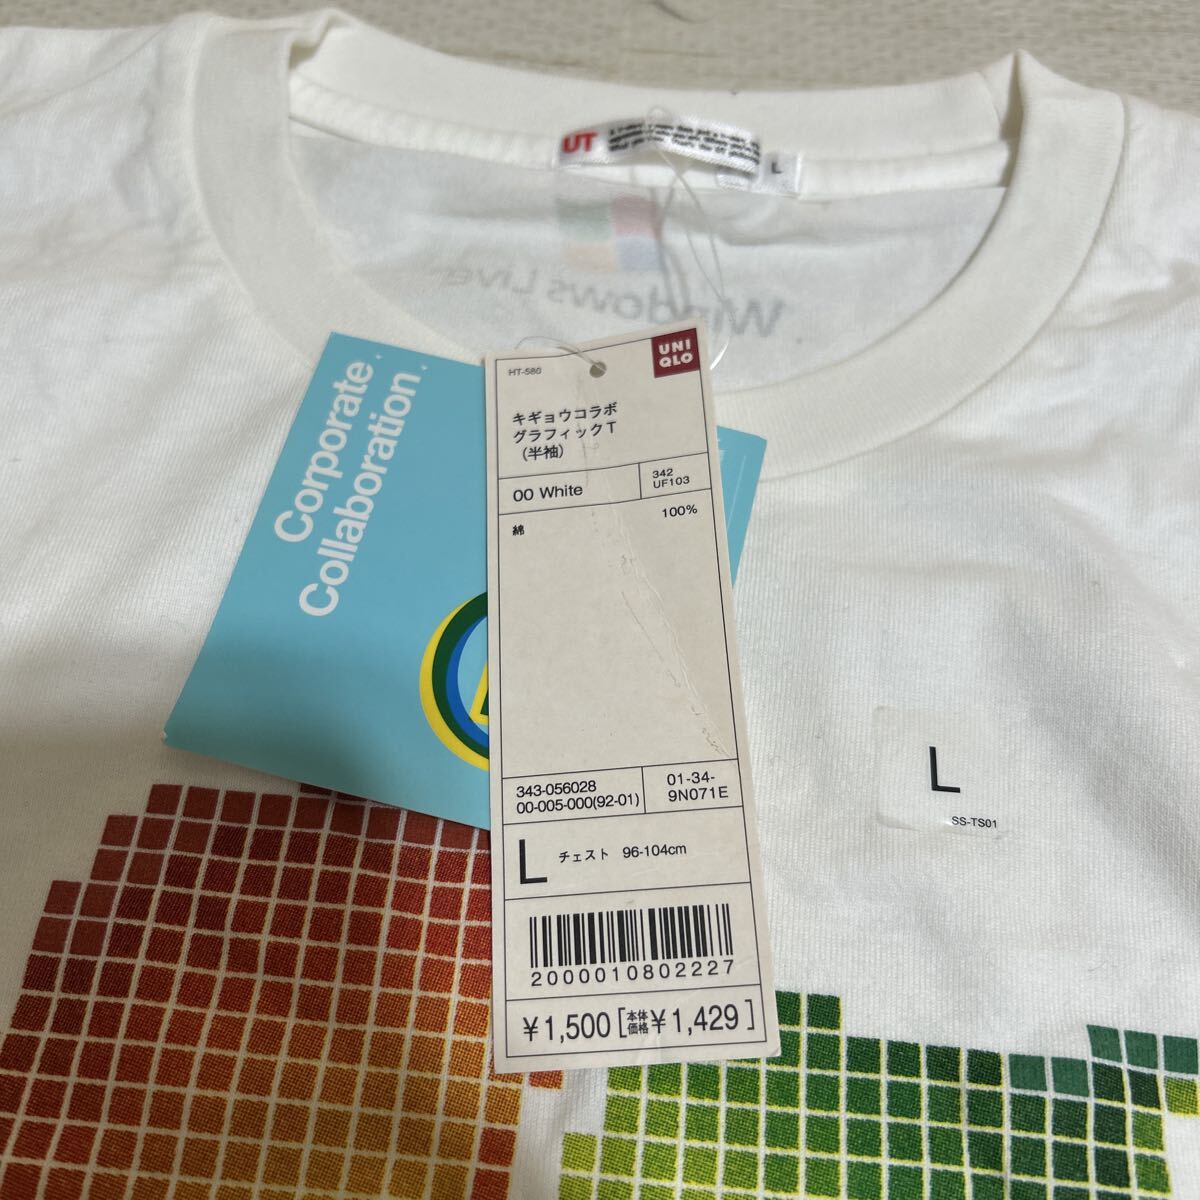 UT
L
Windows Live
Corporate.
Collaboration.
HT-580
UNI
QLO
キギョウコラボ
グラフィックT
(半袖)
00 White
342
UF103
綿 100%
343-056028
00-005-000(92-01)
01-34-
9N071E
L チェスト 96-104cm
2000010802227
¥1,500[本体価格¥1,429]
L
SS-TS01